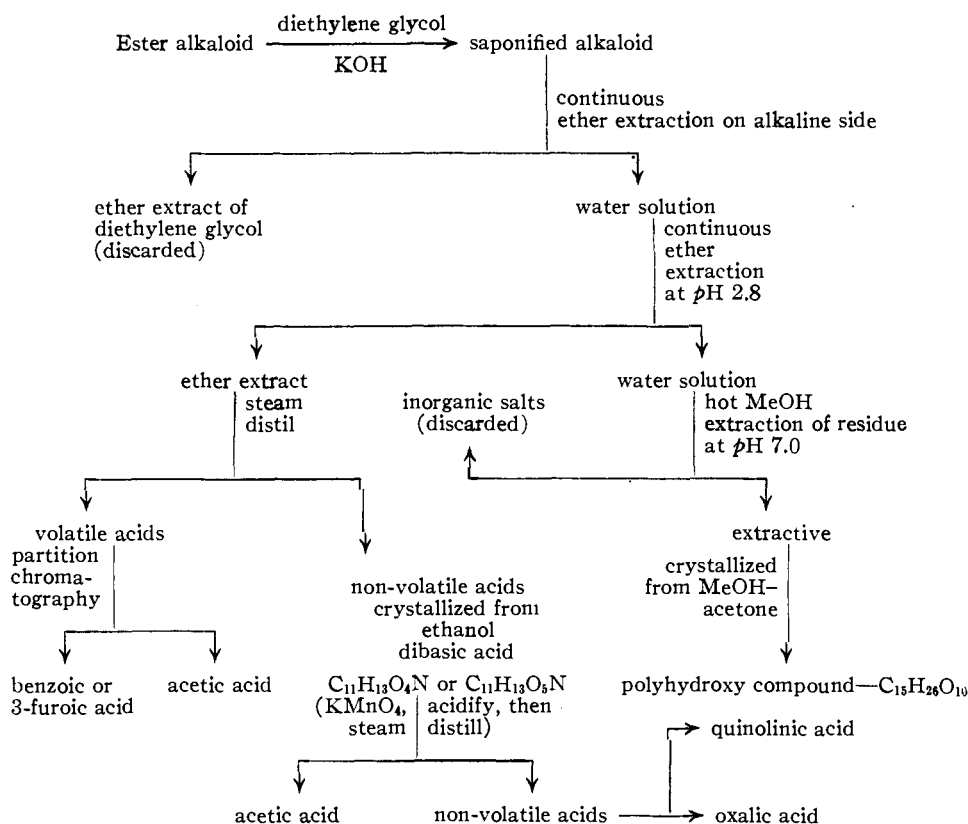 diethylene glycol
Ester alkaloid
saponified alkaloid
KOH
continuous
ether extraction on alkaline side
ether extract of
diethylene glycol
(discarded)
water solution
continuous
ether
extraction
at pH 2.8
ether extract
steam
distil
inorganic salts
(discarded)
water solution
hot MeOH
extraction of residue
at pH 7.0
volatile acids
partition
chroma-
tography
extractive
crystallized
from MeOH–
acetone
non-volatile acids
crystallized from
ethanol
dibasic acid
benzoic or
3-furoic acid
acetic acid
C₁₁H₁₃O₄N or C₁₁H₁₃O₅N
(KMnO₄, acidify, then
steam distill)
polyhydroxy compound—C₁₅H₂₆O₁₀
quinolinic acid
acetic acid
non-volatile acids
oxalic acid